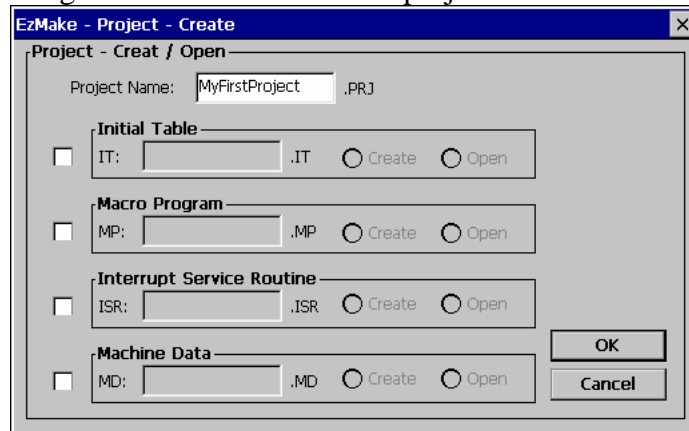 EzMake - Project - Create
Project - Creat / Open
Project Name: MyFirstProject .PRJ
Initial Table
IT: .IT Create Open
Macro Program
MP: .MP Create Open
Interrupt Service Routine
ISR: .ISR Create Open
Machine Data
MD: .MD Create Open
OK
Cancel